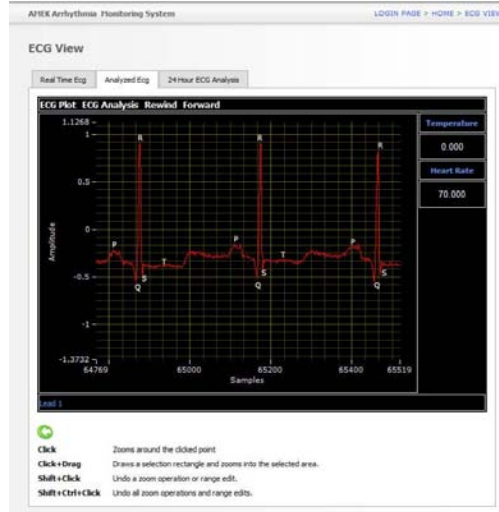 AMEK Arrhythmia Monitoring System LOGIN PAGE > HOME > ECG VIEW
ECG View
Real Time Ecg Analyzed Ecg 24 Hour ECG Analysis
ECG Plot ECG Analysis Rewind Forward
1.1268
1
0.5
0
-0.5
-1
-1.3732
Amplitude
R R R
P P P
T T
S S S
Q Q Q
64769 65000 65200 65400 65519
Samples
Temperature
0.000
Heart Rate
70.000
Lead 1
Click Zooms around the clicked point
Click+Drag Draws a selection rectangle and zooms into the selected area.
Shift+Click Undo a zoom operation or range edit.
Shift+Ctrl+Click Undo all zoom operations and range edits.